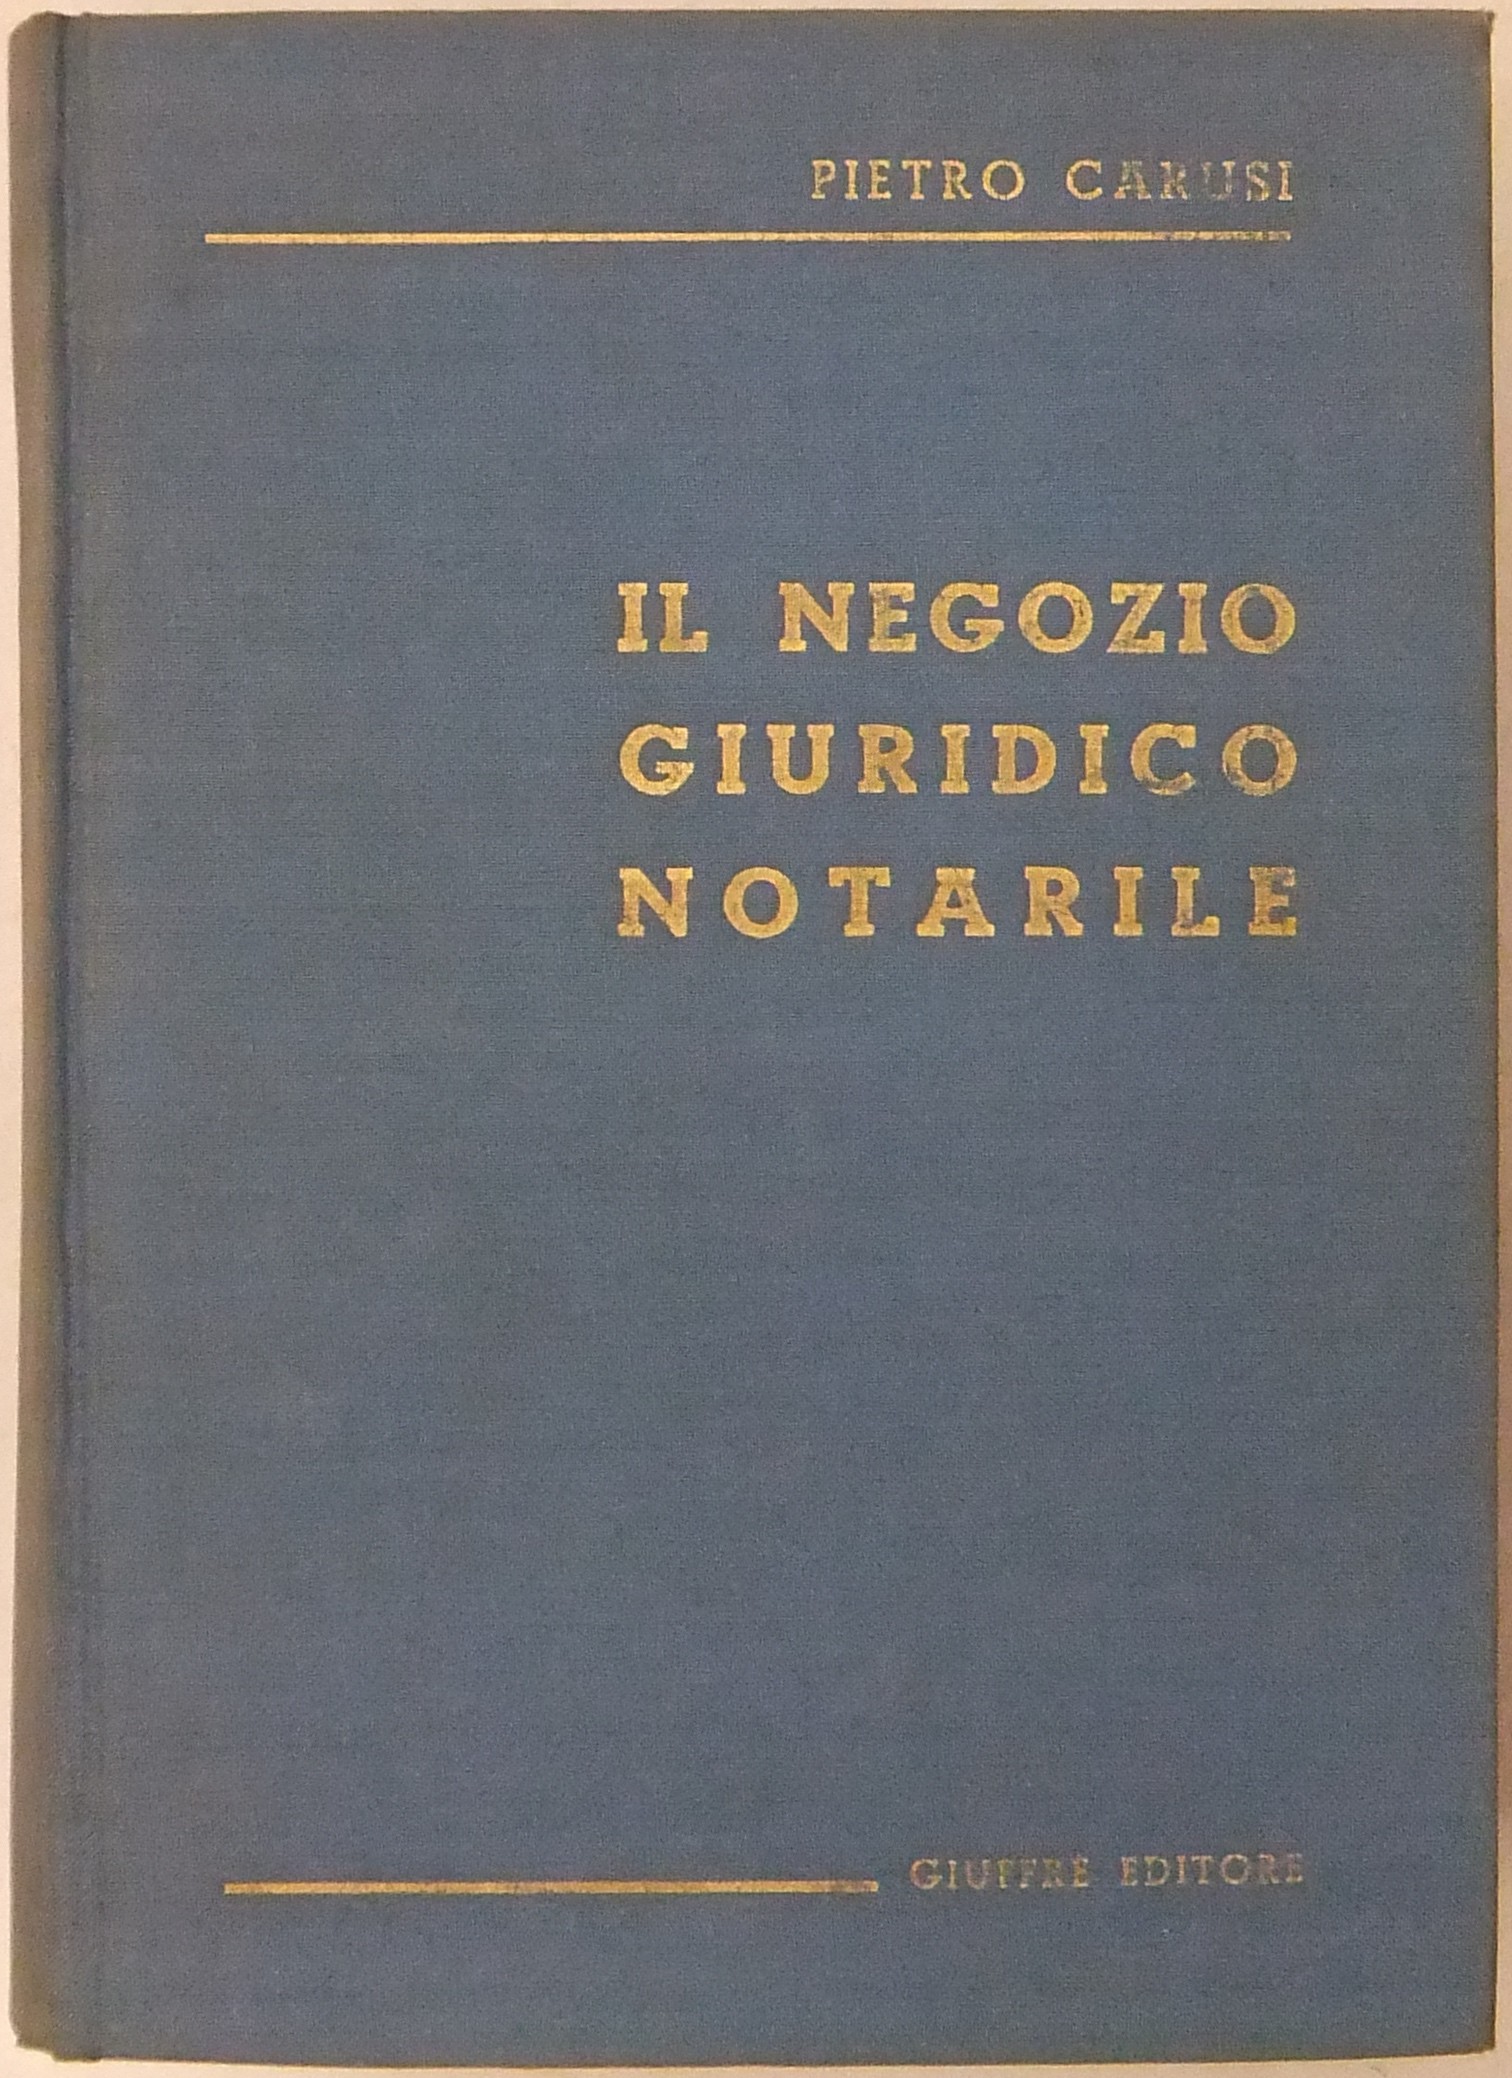 PIETRO CARUSI
IL NEGOZIO
GIURIDICO
NOTARILE
GIUFFRÈ EDITORE